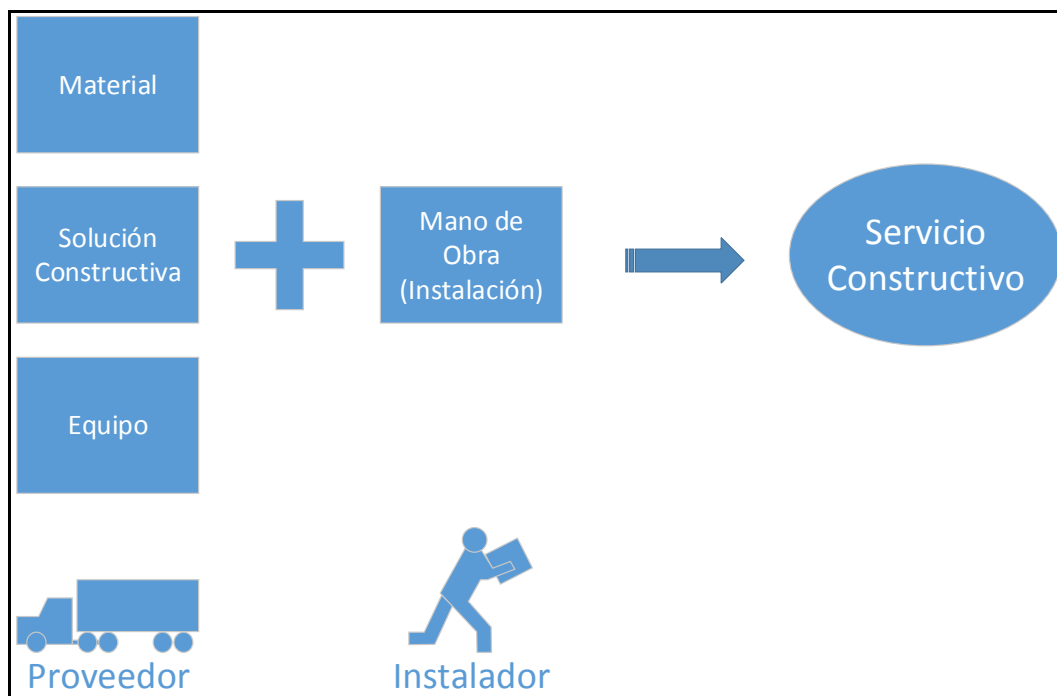 Material
Solución
Constructiva
Mano de
Obra
(Instalación)
Servicio
Constructivo
Equipo
Proveedor
Instalador